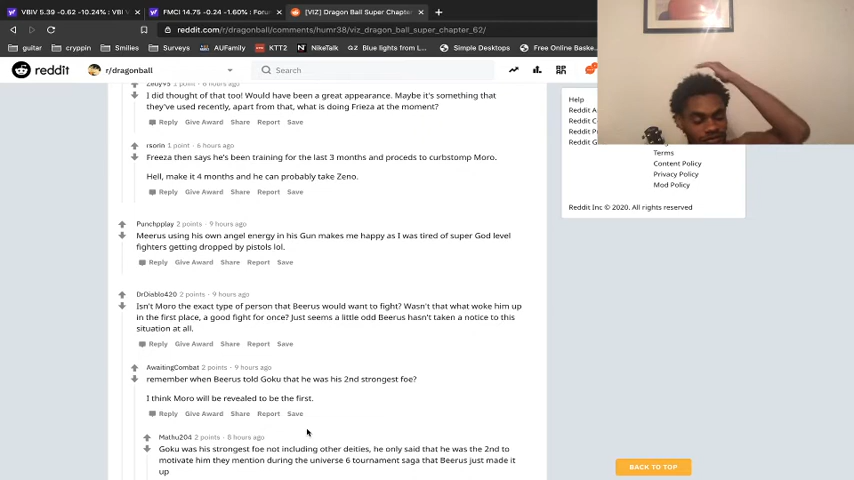 VBIV 5.39 -0.62 -10.24% : VBI V
FMCI 14.75 -0.24 -1.60% : Forum
[VIZ] Dragon Ball Super Chapter
reddit.com/r/dragonball/comments/humr38/viz_dragon_ball_super_chapter_62/
guitar
cryppin
Smilies
Surveys
AUFamily
KTT2
NikeTalk
Blue lights from L...
Simple Desktops
Free Online Baske..
reddit
r/dragonball
Search
I did thought of that too! Would have been a great appearance. Maybe it's something that
they've used recently, apart from that, what is doing Frieza at the moment?
Reply Give Award Share Report Save
rsorin 1 point · 6 hours ago
Freeza then says he's been training for the last 3 months and proceds to curbstomp Moro.
Hell, make it 4 months and he can probably take Zeno.
Reply Give Award Share Report Save
Punchpplay 2 points · 9 hours ago
Meerus using his own angel energy in his Gun makes me happy as I was tired of super God level
fighters getting dropped by pistols lol.
Reply Give Award Share Report Save
DrDiablo420 2 points · 9 hours ago
Isn't Moro the exact type of person that Beerus would want to fight? Wasn't that what woke him up
in the first place, a good fight for once? Just seems a little odd Beerus hasn't taken a notice to this
situation at all.
Reply Give Award Share Report Save
AwaitingCombat 2 points · 9 hours ago
remember when Beerus told Goku that he was his 2nd strongest foe?
I think Moro will be revealed to be the first.
Reply Give Award Share Report Save
Mathu204 2 points · 8 hours ago
Goku was his strongest foe not including other deities, he only said that he was the 2nd to
motivate him they mention during the universe 6 tournament saga that Beerus just made it
up
Help
Reddit A
Reddit C
Reddit P
Reddit G
Terms
Content Policy
Privacy Policy
Mod Policy
Reddit Inc © 2020. All rights reserved
BACK TO TOP